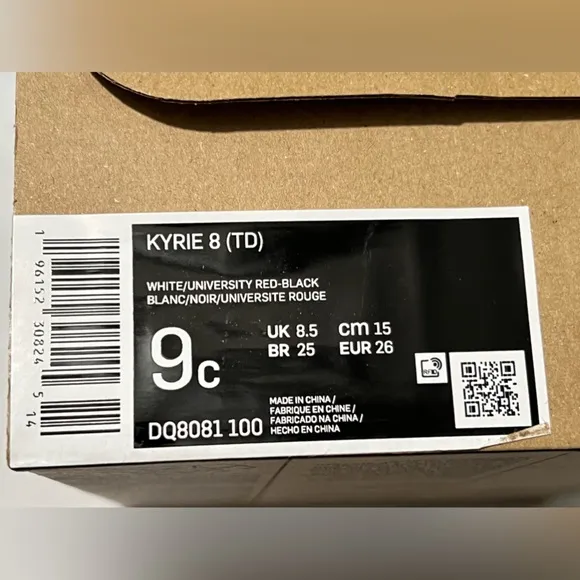 KYRIE 8 (TD)
WHITE/UNIVERSITY RED-BLACK
BLANC/NOIR/UNIVERSITE ROUGE
9C
UK 8.5 cm 15
BR 25 EUR 26
DQ8081 100
MADE IN CHINA /
FABRIQUE EN CHINE /
FABRICADO NA CHINA /
HECHO EN CHINA
RFID
1 96152 30824 5 14